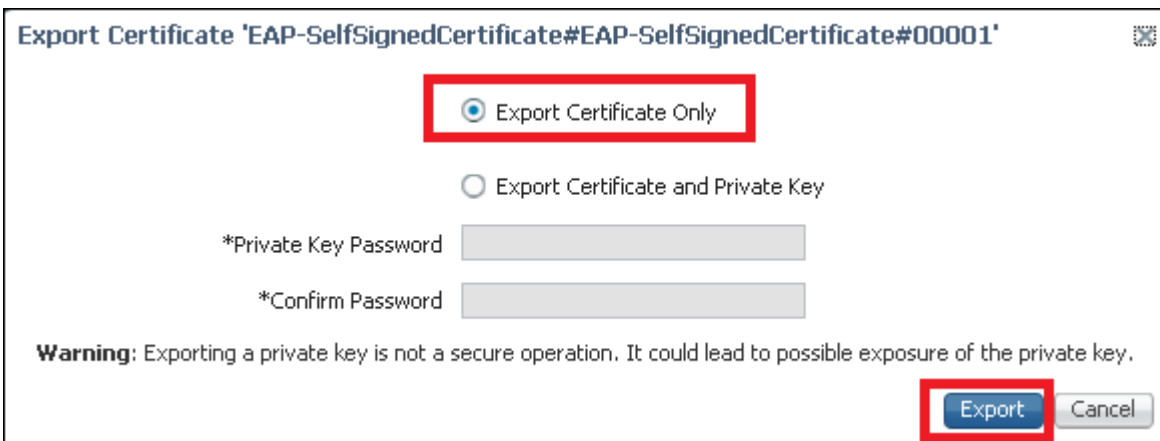 Export Certificate 'EAP-SelfSignedCertificate#EAP-SelfSignedCertificate#00001'
Export Certificate Only
Export Certificate and Private Key
*Private Key Password
*Confirm Password
Warning: Exporting a private key is not a secure operation. It could lead to possible exposure of the private key.
Export Cancel